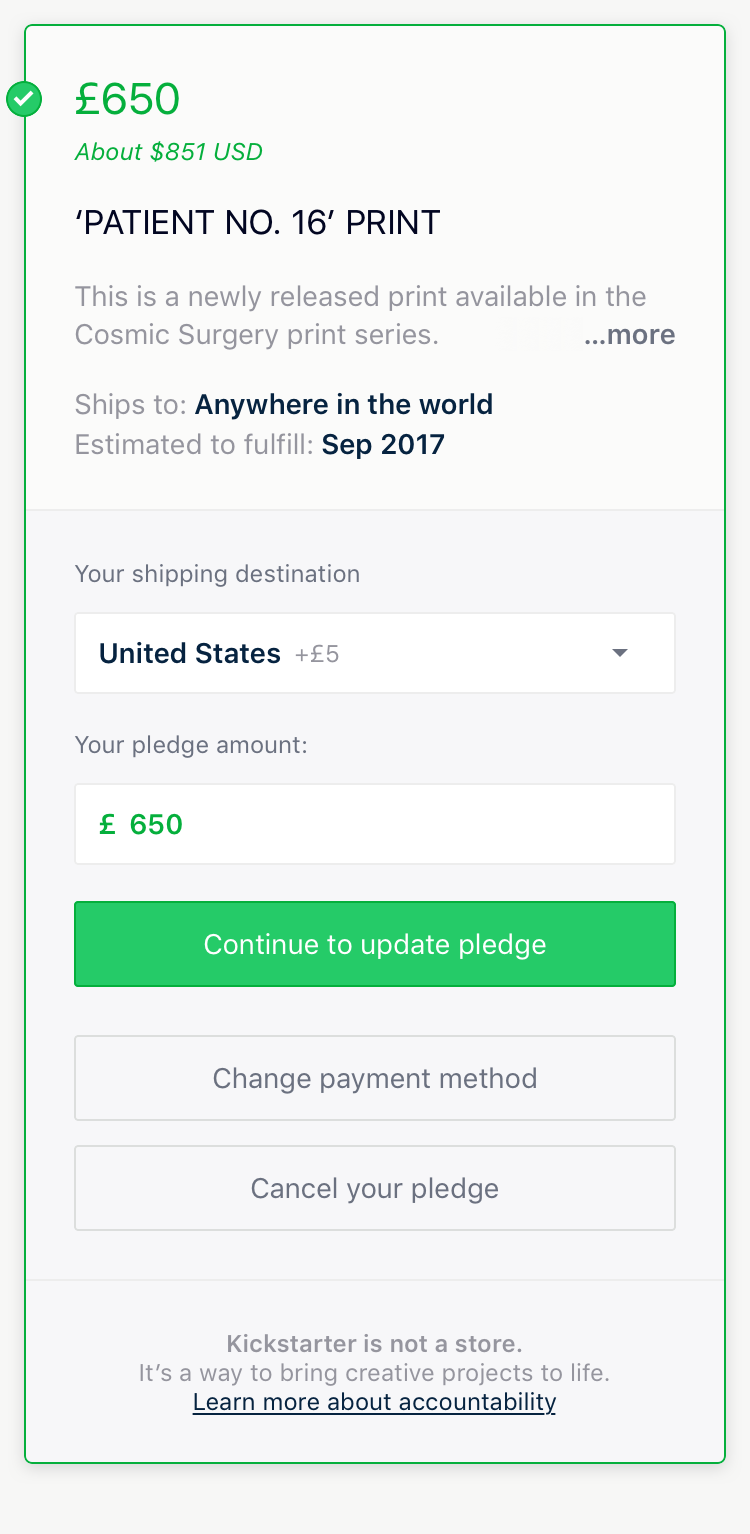 £650
About $851 USD
‘PATIENT NO. 16’ PRINT
This is a newly released print available in the
Cosmic Surgery print series. ...more
Ships to: Anywhere in the world
Estimated to fulfill: Sep 2017
Your shipping destination
United States +£5
Your pledge amount:
£ 650
Continue to update pledge
Change payment method
Cancel your pledge
Kickstarter is not a store.
It’s a way to bring creative projects to life.
Learn more about accountability